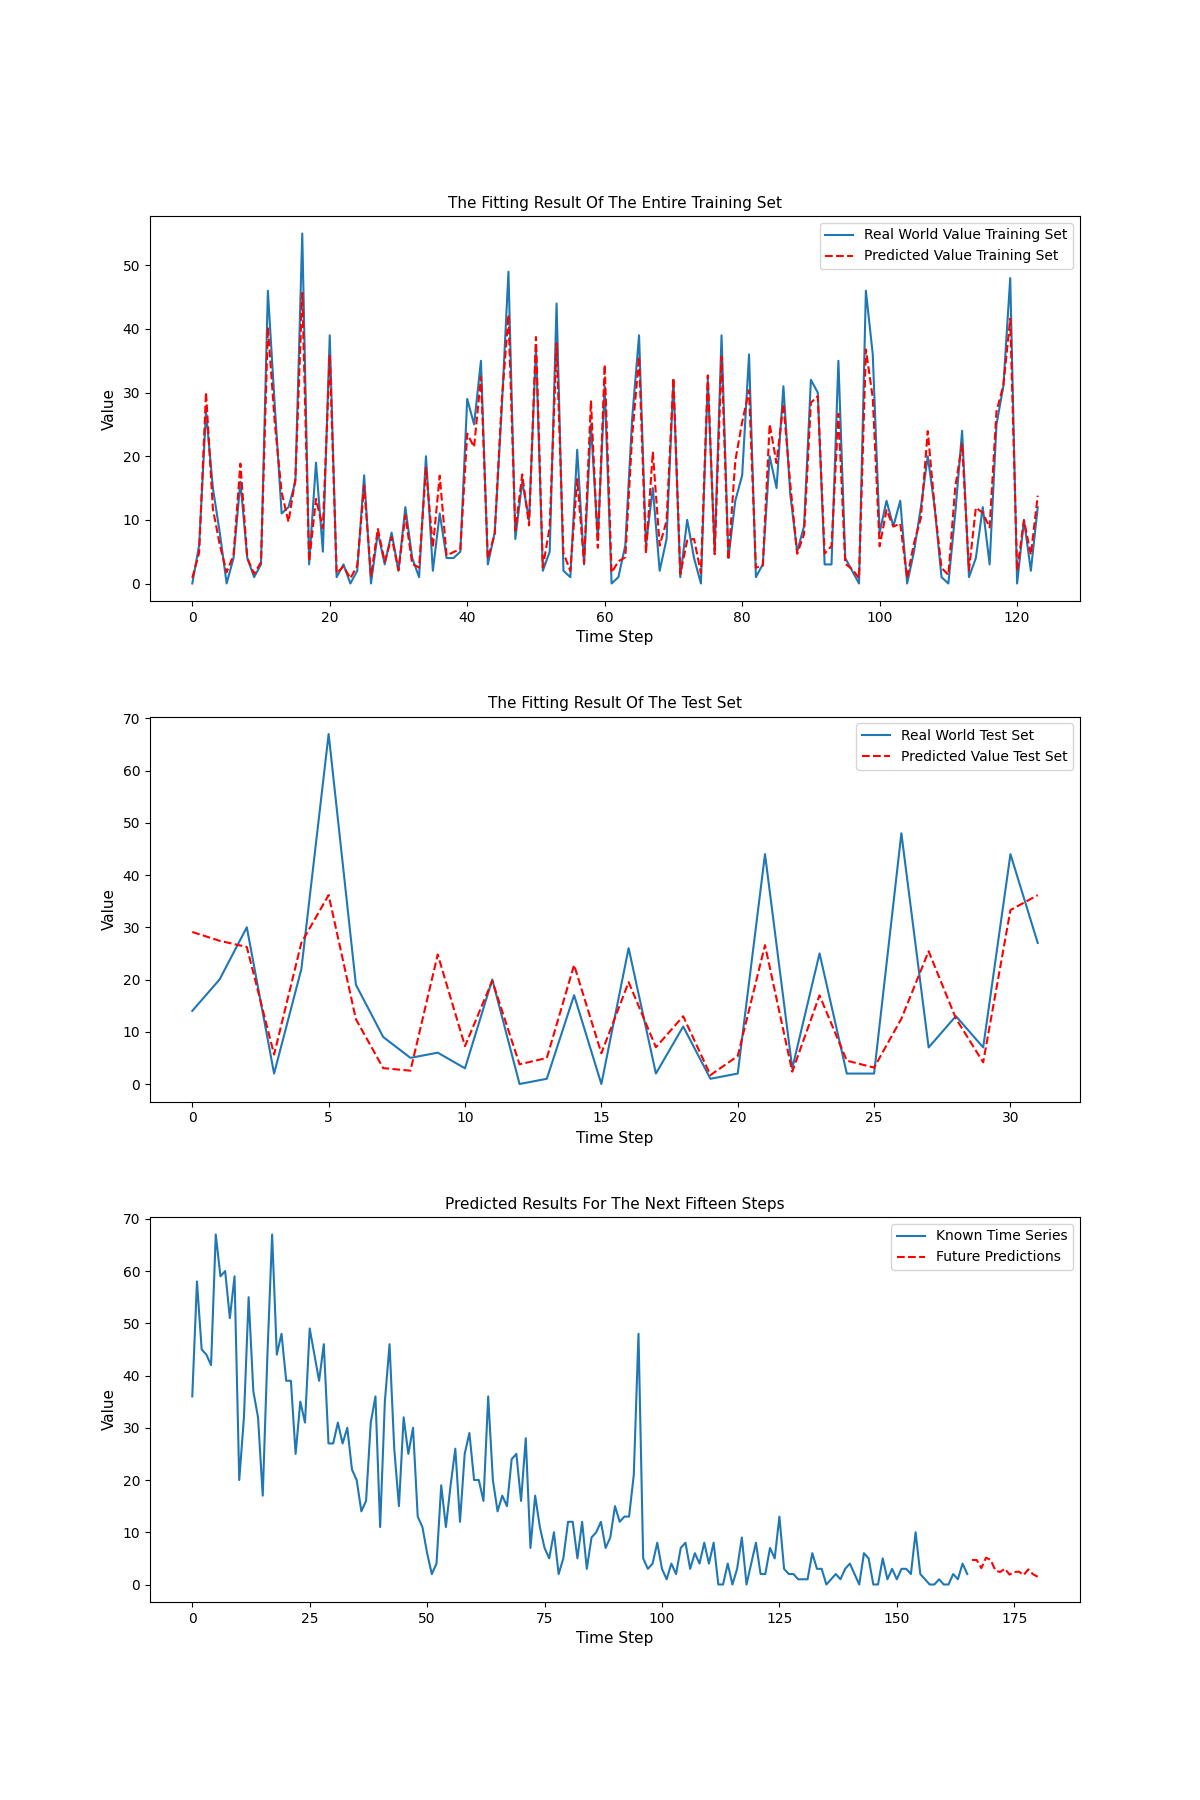 The Fitting Result Of The Entire Training Set
Real World Value Training Set
Predicted Value Training Set
Value
50
40
30
20
10
0
0 20 40 60 80 100 120
Time Step
The Fitting Result Of The Test Set
Real World Test Set
Predicted Value Test Set
Value
70
60
50
40
30
20
10
0
0 5 10 15 20 25 30
Time Step
Predicted Results For The Next Fifteen Steps
Known Time Series
Future Predictions
Value
70
60
50
40
30
20
10
0
0 25 50 75 100 125 150 175
Time Step